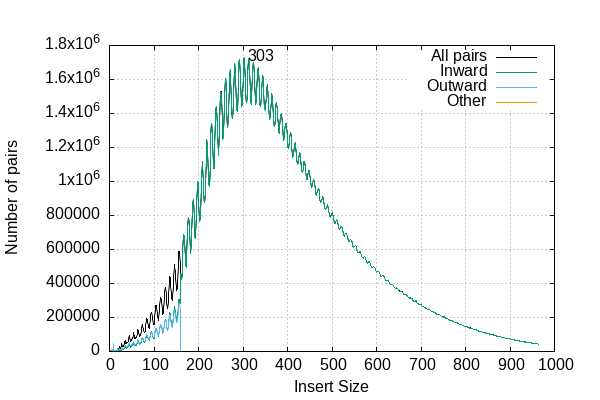 1.8x10^6
1.6x10^6
1.4x10^6
1.2x10^6
1x10^6
800000
600000
400000
200000
0
Number of pairs
303
All pairs
Inward
Outward
Other
0 100 200 300 400 500 600 700 800 900 1000
Insert Size